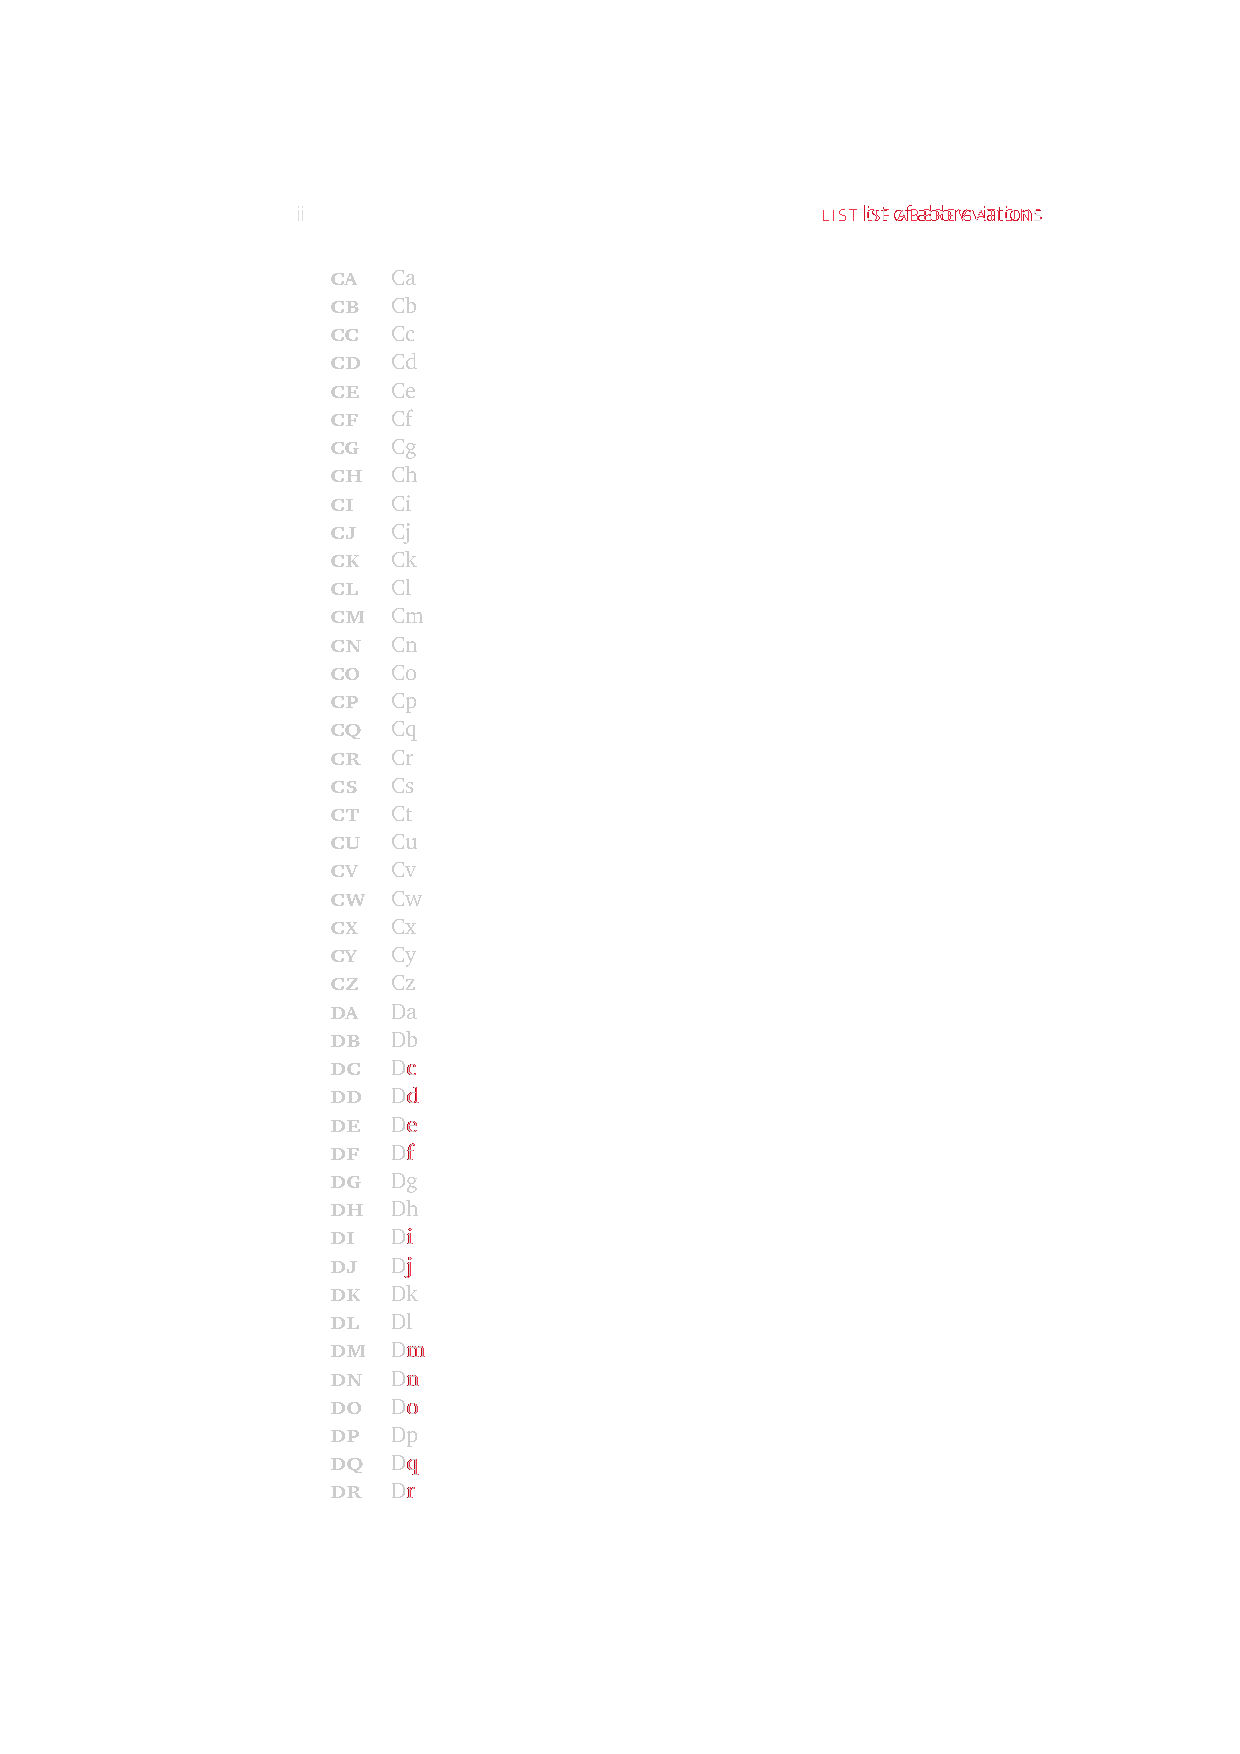 ii LIST
CA Ca
CB Cb
CC Cc
CD Cd
CE Ce
CF Cf
CG Cg
CH Ch
CI Ci
CJ Cj
CK Ck
CL Cl
CM Cm
CN Cn
CO Co
CP Cp
CQ Cq
CR Cr
CS Cs
CT Ct
CU Cu
CV Cv
CW Cw
CX Cx
CY Cy
CZ Cz
DA Da
DB Db
DC Dc
DD Dd
DE De
DF Df
DG Dg
DH Dh
DI Di
DJ Dj
DK Dk
DL Dl
DM Dm
DN Dn
DO Do
DP Dp
DQ Dq
DR Dr